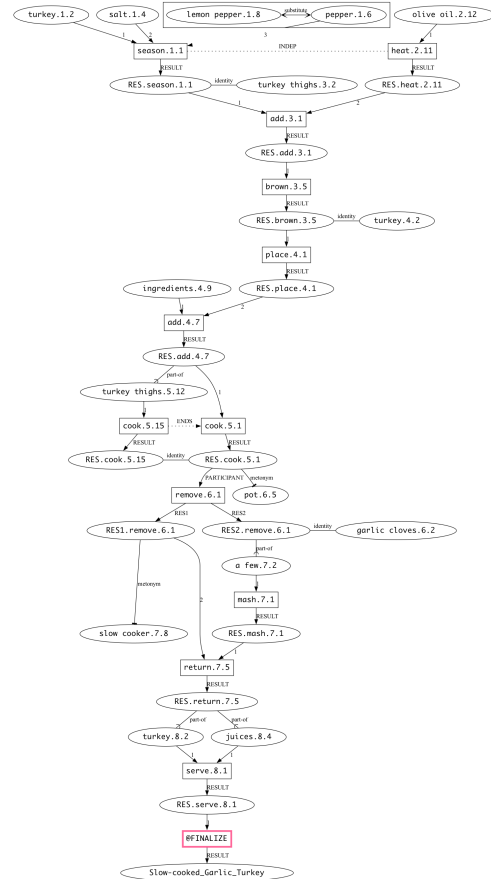 turkey.1.2
salt.1.4
lemon pepper.1.8
substitute
pepper.1.6
olive oil.2.12
1
2
3
1
season.1.1
INDEP
heat.2.11
RESULT
RESULT
RES.season.1.1
identity
turkey thighs.3.2
RES.heat.2.11
1
2
add.3.1
RESULT
RES.add.3.1
1
brown.3.5
RESULT
RES.brown.3.5
identity
turkey.4.2
1
place.4.1
RESULT
ingredients.4.9
RES.place.4.1
1
2
add.4.7
RESULT
RES.add.4.7
part-of
turkey thighs.5.12
1
1
cook.5.15
ENDS
cook.5.1
RESULT
RESULT
RES.cook.5.15
identity
RES.cook.5.1
PARTICIPANT
metonym
remove.6.1
pot.6.5
RES1
RES2
RES1.remove.6.1
RES2.remove.6.1
identity
garlic cloves.6.2
part-of
a few.7.2
metonym
1
2
mash.7.1
RESULT
slow cooker.7.8
RES.mash.7.1
1
return.7.5
RESULT
RES.return.7.5
part-of
part-of
turkey.8.2
juices.8.4
1
1
serve.8.1
RESULT
RES.serve.8.1
1
@FINALIZE
RESULT
Slow-cooked_Garlic_Turkey